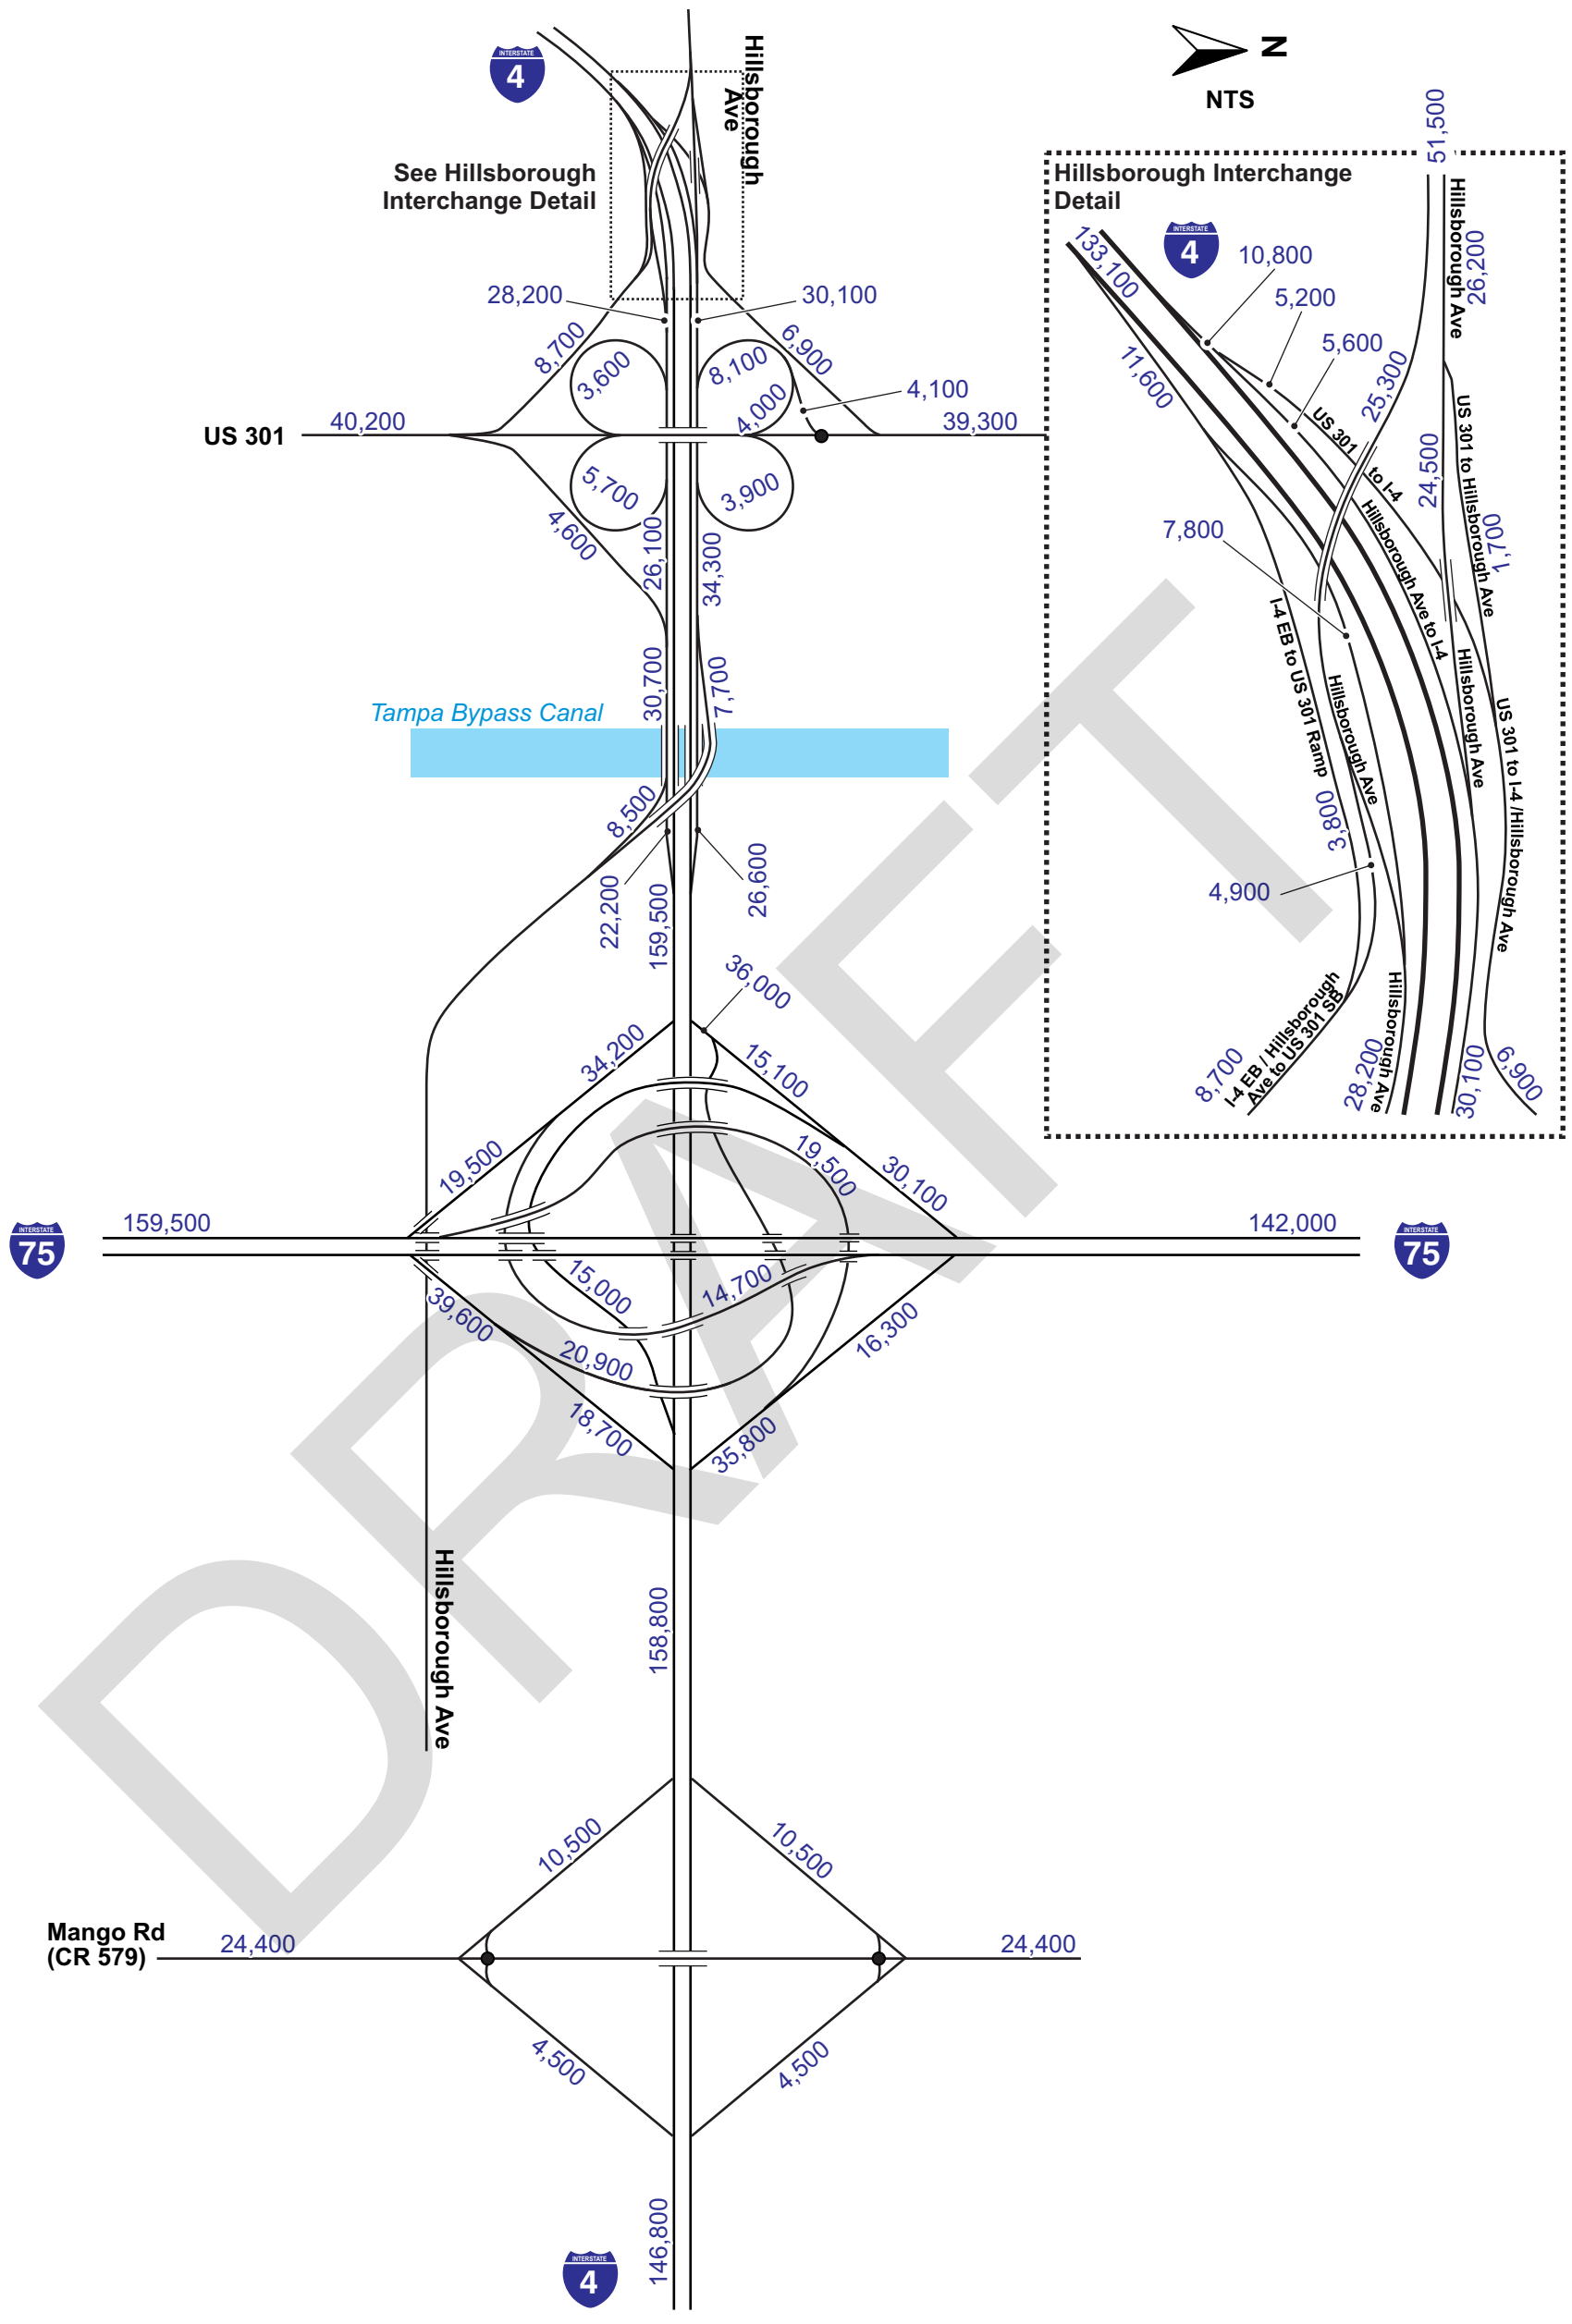 INTERSTATE
4
Hillsborough
Ave
N
NTS
See Hillsborough
Interchange Detail
28,200
30,100
8,700
6,900
3,600
8,100
4,000
4,100
US 301
40,200
39,300
5,700
3,900
4,600
26,100
34,300
30,700
7,700
Tampa Bypass Canal
8,500
22,200
159,500
26,600
36,000
34,200
15,100
19,500
19,500
30,100
INTERSTATE
75
159,500
142,000
INTERSTATE
75
15,000
14,700
39,600
16,300
20,900
18,700
35,800
158,800
Hillsborough Ave
10,500
10,500
Mango Rd
(CR 579)
24,400
24,400
4,500
4,500
146,800
INTERSTATE
4
Hillsborough Interchange
Detail
51,500
Hillsborough Ave
26,200
INTERSTATE
4
133,100
10,800
5,200
5,600
11,600
25,300
US 301
to I-4
24,500
US 301 to Hillsborough Ave
1,700
7,800
Hillsborough Ave to I-4
I-4 EB to US 301 Ramp
Hillsborough Ave
Hillsborough Ave
US 301 to I-4 /Hillsborough Ave
3,800
4,900
I-4 EB / Hillsborough
Ave to US 301 SB
8,700
28,200
Hillsborough Ave
30,100
6,900
DRAFT